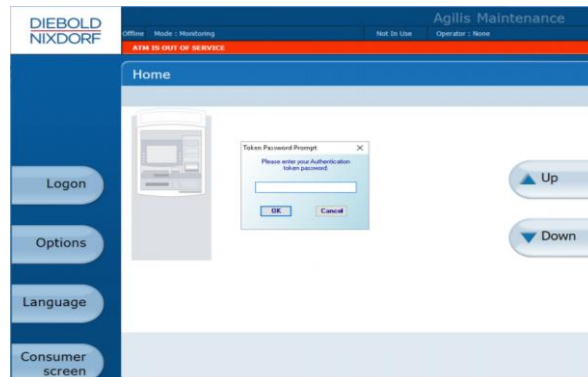 DIEBOLD
NIXDORF
Agilis Maintenance
Offline Mode : Monitoring Not In Use Operator : None
ATM IS OUT OF SERVICE
Home
Token Password Prompt
Please enter your Authentication
token password.
OK Cancel
Logon
Options
Language
Consumer
screen
Up
Down